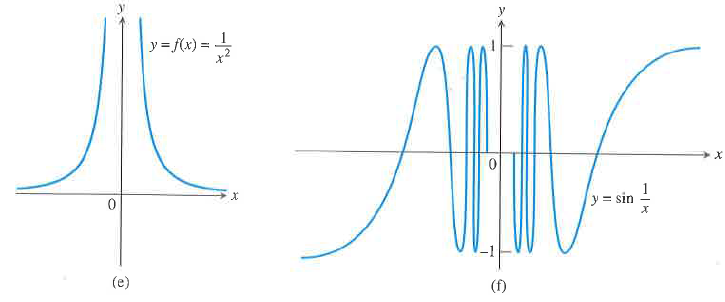 y
y = f(x) = 1/x²
0
x
(e)
y
1
0
x
y = sin 1/x
–1
(f)